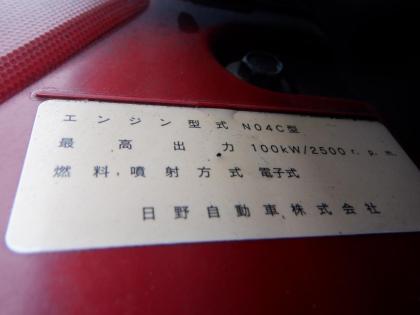 エンジン型式 N04C型
最高出力 100kW/2500r.p.m.
燃料噴射方式 電子式
日野自動車株式会社